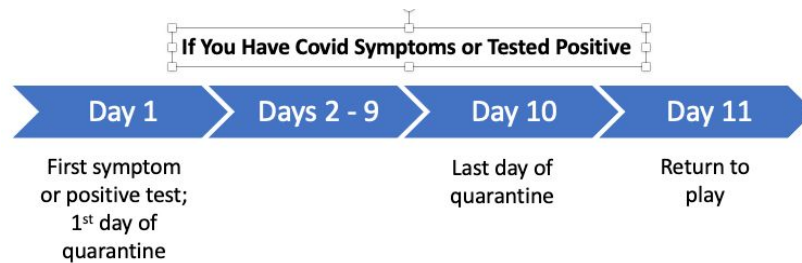 If You Have Covid Symptoms or Tested Positive
Day 1
Days 2 - 9
Day 10
Day 11
First symptom
or positive test;
1st day of
quarantine
Last day of
quarantine
Return to
play